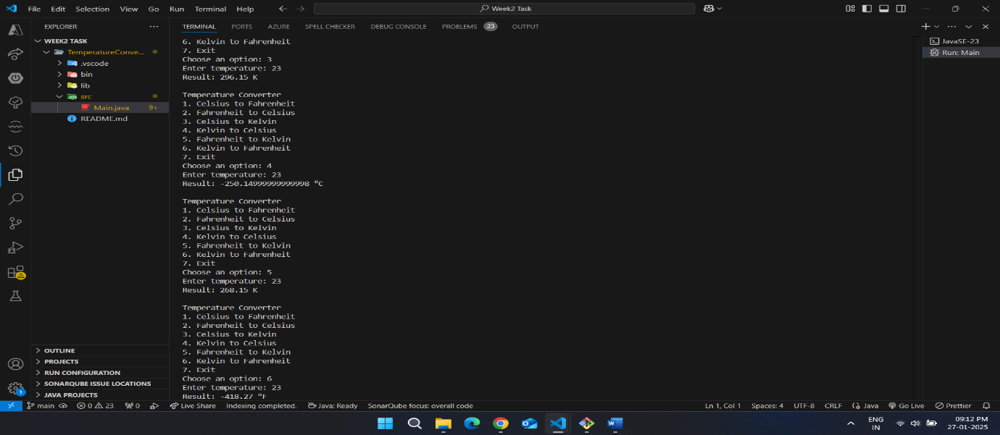 File Edit Selection View Go Run Terminal Help
Week2 Task
EXPLORER
WEEK2 TASK
TemperatureConve...
.vscode
bin
lib
src
Main.java 9+
README.md
OUTLINE
PROJECTS
RUN CONFIGURATION
SONARQUBE ISSUE LOCATIONS
JAVA PROJECTS
TERMINAL PORTS AZURE SPELL CHECKER DEBUG CONSOLE PROBLEMS 23 OUTPUT
6. Kelvin to Fahrenheit
7. Exit
Choose an option: 3
Enter temperature: 23
Result: 296.15 K
Temperature Converter
1. Celsius to Fahrenheit
2. Fahrenheit to Celsius
3. Celsius to Kelvin
4. Kelvin to Celsius
5. Fahrenheit to Kelvin
6. Kelvin to Fahrenheit
7. Exit
Choose an option: 4
Enter temperature: 23
Result: -250.14999999999998 °C
Temperature Converter
1. Celsius to Fahrenheit
2. Fahrenheit to Celsius
3. Celsius to Kelvin
4. Kelvin to Celsius
5. Fahrenheit to Kelvin
6. Kelvin to Fahrenheit
7. Exit
Choose an option: 5
Enter temperature: 23
Result: 268.15 K
Temperature Converter
1. Celsius to Fahrenheit
2. Fahrenheit to Celsius
3. Celsius to Kelvin
4. Kelvin to Celsius
5. Fahrenheit to Kelvin
6. Kelvin to Fahrenheit
7. Exit
Choose an option: 6
Enter temperature: 23
Result: -418.27 °F
JavaSE-23
Run: Main
1
main 0 23 0 Live Share Indexing completed. Java: Ready SonarQube focus: overall code Ln 1, Col 1 Spaces: 4 UTF-8 CRLF Java Go Live Prettier
ENG
IN
09:12 PM
27-01-2025